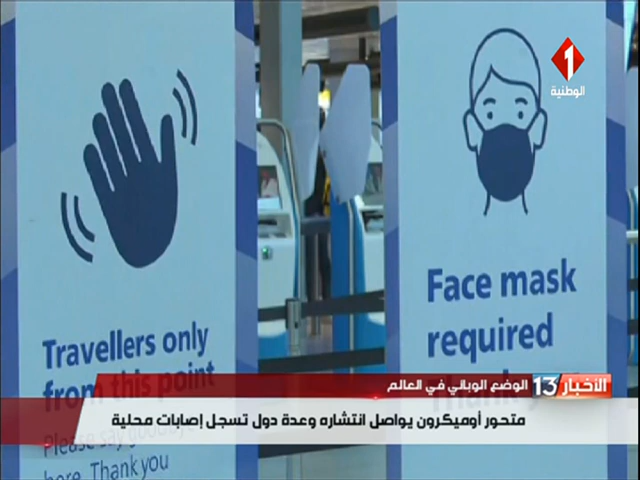 1
الوطنية
Travellers only
from this point
Please say
here. Thank you
Face mask
required
الأخبار 13 الوضع الوبائي في العالم
متحور أوميكرون يواصل انتشاره وعدة دول تسجل إصابات محلية